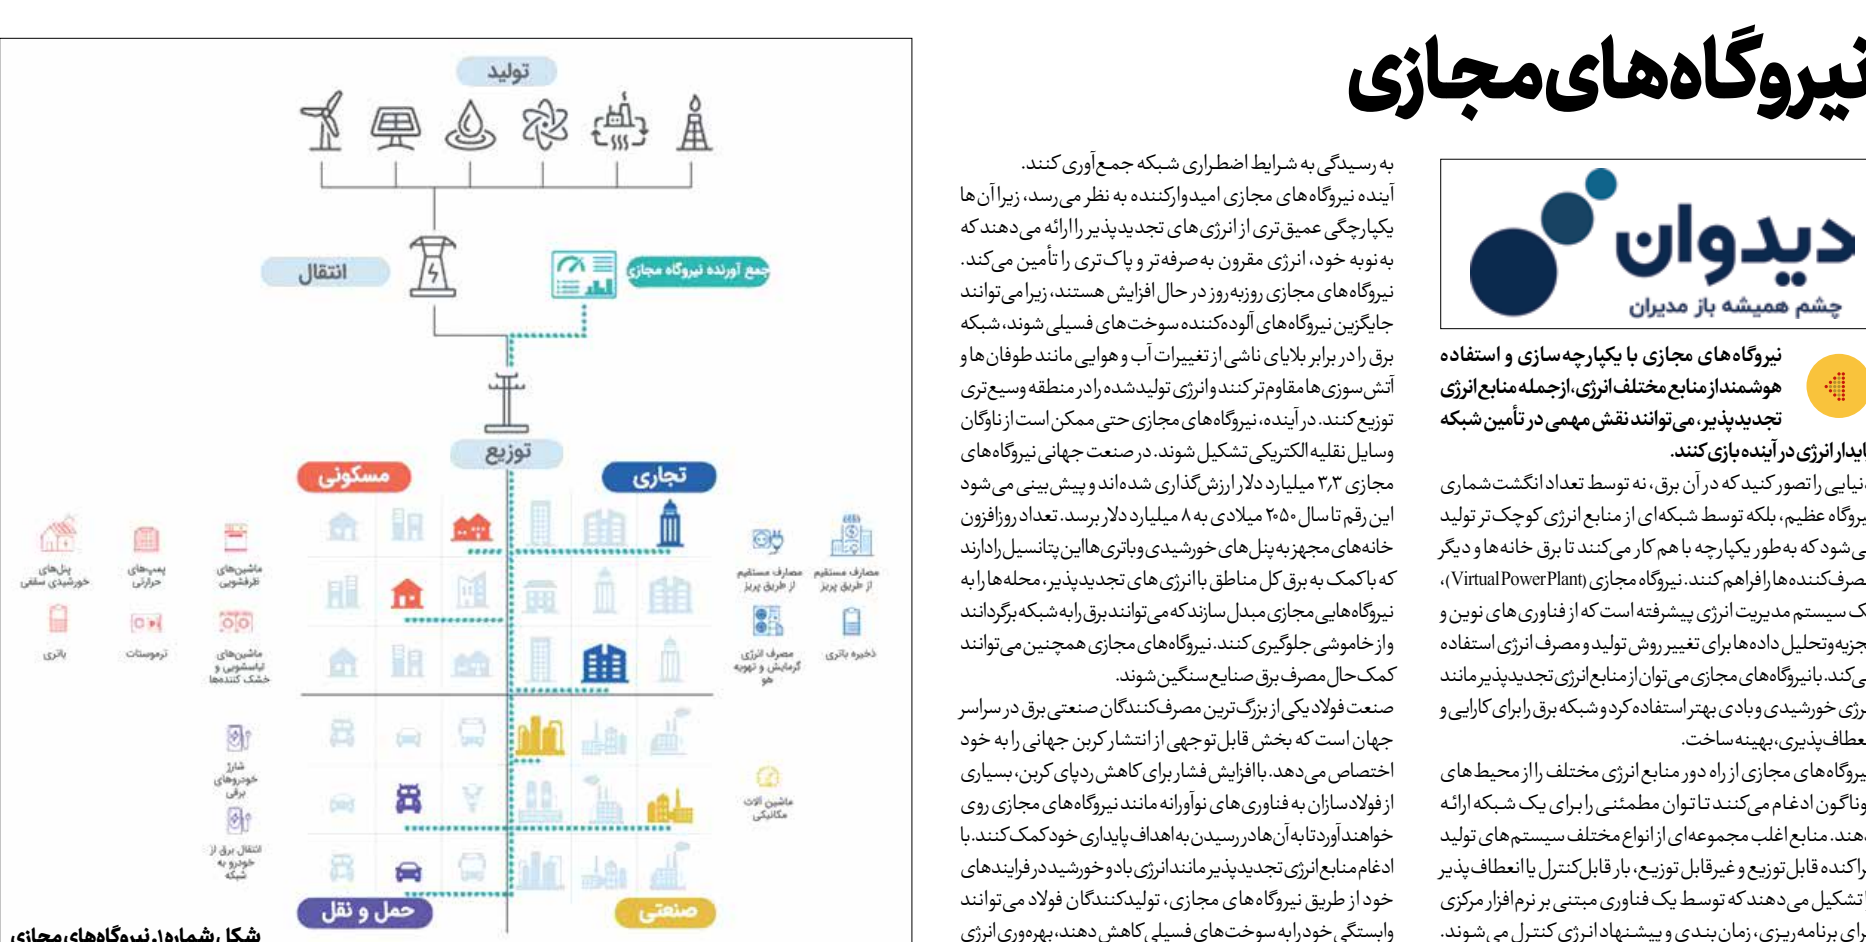 نیروگاه‌های مجازی
دیدوان
چشم همیشه باز مدیران
نیروگاه‌های مجازی با یکپارچه‌سازی و استفاده
هوشمند از منابع مختلف انرژی، ازجمله منابع انرژی
تجدیدپذیر، می‌توانند نقش مهمی در تأمین شبکه
پایدار انرژی در آینده بازی کنند.
دنیایی را تصور کنید که در آن برق، نه توسط تعداد انگشت‌شماری
نیروگاه عظیم، بلکه توسط شبکه‌ای از منابع انرژی کوچک‌تر تولید
می‌شود که به‌طور یکپارچه با هم کار می‌کنند تا برق خانه‌ها و دیگر
مصرف‌کننده‌ها را فراهم کنند. نیروگاه مجازی (Virtual Power Plant)،
یک سیستم مدیریت انرژی پیشرفته است که از فناوری‌های نوین و
تجزیه‌وتحلیل داده‌ها برای تغییر روش تولید و مصرف انرژی استفاده
می‌کند. با نیروگاه‌های مجازی می‌توان از منابع انرژی تجدیدپذیر مانند
انرژی خورشیدی و بادی بهتر استفاده کرد و شبکه برق را برای کارایی و
انعطاف‌پذیری، بهینه ساخت.
نیروگاه‌های مجازی از راه دور منابع انرژی مختلف را از محیط‌های
گوناگون ادغام می‌کنند تا توان مطمئنی را برای یک شبکه ارائه
دهند. منابع اغلب مجموعه‌ای از انواع مختلف سیستم‌های تولید
پراکنده قابل توزیع و غیرقابل توزیع، بار قابل کنترل یا انعطاف‌پذیر
را تشکیل می‌دهند که توسط یک فناوری مبتنی بر نرم‌افزار مرکزی
برای برنامه‌ریزی، زمان‌بندی و پیشنهاد انرژی کنترل می‌شوند.
به رسیدگی به شرایط اضطراری شبکه جمع‌آوری کنند.
آینده نیروگاه‌های مجازی امیدوارکننده به نظر می‌رسد، زیرا آن‌ها
یکپارچگی عمیق‌تری از انرژی‌های تجدیدپذیر را ارائه می‌دهند که
به‌نوبه خود، انرژی مقرون به‌صرفه‌تر و پاک‌تری را تأمین می‌کند.
نیروگاه‌های مجازی روزبه‌روز در حال افزایش هستند، زیرا می‌توانند
جایگزین نیروگاه‌های آلوده‌کننده سوخت‌های فسیلی شوند، شبکه
برق را در برابر بلایای ناشی از تغییرات آب و هوایی مانند طوفان‌ها و
آتش‌سوزی‌ها مقاوم‌تر کنند و انرژی تولیدشده را در منطقه وسیع‌تری
توزیع کنند. در آینده، نیروگاه‌های مجازی حتی ممکن است از ناوگان
وسایل نقلیه الکتریکی تشکیل شوند. در صنعت جهانی نیروگاه‌های
مجازی ۳٫۳ میلیارد دلار ارزش‌گذاری شده‌اند و پیش‌بینی می‌شود
این رقم تا سال ۲۰۵۰ میلادی به ۸ میلیارد دلار برسد. تعداد روزافزون
خانه‌های مجهز به پنل‌های خورشیدی و باتری‌ها این پتانسیل را دارند
که با کمک به برق کل مناطق با انرژی‌های تجدیدپذیر، محله‌ها را به
نیروگاه‌هایی مجازی مبدل سازند که می‌توانند برق را به شبکه برگردانند
و از خاموشی جلوگیری کنند. نیروگاه‌های مجازی همچنین می‌توانند
کمک‌حال مصرف برق صنایع سنگین شوند.
صنعت فولاد یکی از بزرگ‌ترین مصرف‌کنندگان صنعتی برق در سراسر
جهان است که بخش قابل‌توجهی از انتشار کربن جهانی را به خود
اختصاص می‌دهد. با افزایش فشار برای کاهش ردپای کربن، بسیاری
از فولادسازان به فناوری‌های نوآورانه مانند نیروگاه‌های مجازی روی
خواهند آورد تا به آن‌ها در رسیدن به اهداف پایداری خود کمک کنند. با
ادغام منابع انرژی تجدیدپذیر مانند انرژی باد و خورشید در فرایندهای
خود از طریق نیروگاه‌های مجازی، تولیدکنندگان فولاد می‌توانند
وابستگی خود را به سوخت‌های فسیلی کاهش دهند، بهره‌وری انرژی
تولید
انتقال
جمع آورنده نیروگاه مجازی
توزیع
تجاری
مسکونی
مصارف مستقیم
از طریق پریز
مصارف مستقیم
از طریق پریز
ذخیره باتری
مصرف انرژی
گرمایش و تهویه
هو
ماشین‌های
ظرفشویی
پمپ‌های
حرارتی
پنل‌های
خورشیدی سقفی
ماشین‌های
لباسشویی و
خشک کننده‌ها
ترموستات
باتری
شارژ
خودروهای
برقی
انتقال برق از
خودرو به
شبکه
ماشین آلات
مکانیکی
صنعتی
حمل و نقل
شکل شماره ۱. نیروگاه‌های مجازی